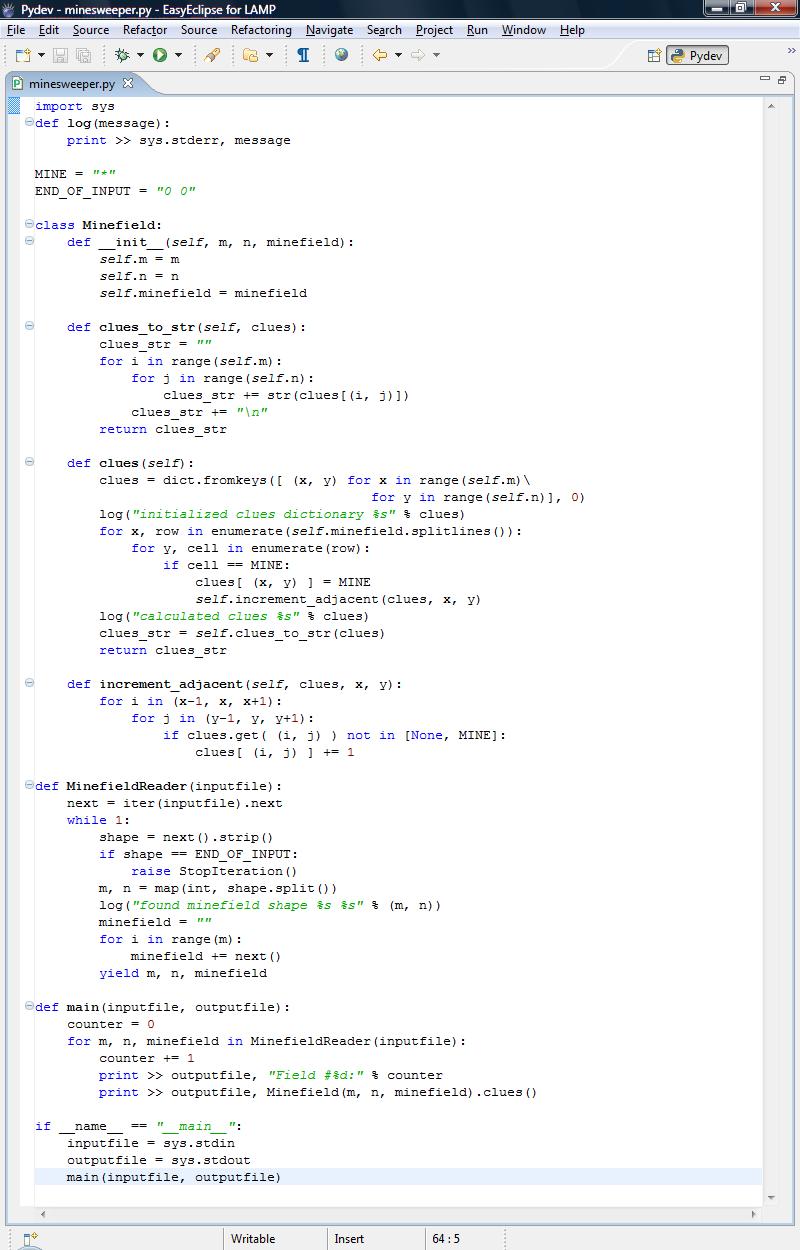 Pydev - minesweeper.py - EasyEclipse for LAMP
File Edit Source Refactor Source Refactoring Navigate Search Project Run Window Help
Pydev
minesweeper.py
import sys
def log(message):
    print >> sys.stderr, message

MINE = "*"
END_OF_INPUT = "0 0"

class Minefield:
    def __init__(self, m, n, minefield):
        self.m = m
        self.n = n
        self.minefield = minefield

    def clues_to_str(self, clues):
        clues_str = ""
        for i in range(self.m):
            for j in range(self.n):
                clues_str += str(clues[(i, j)])
            clues_str += "\n"
        return clues_str

    def clues(self):
        clues = dict.fromkeys([ (x, y) for x in range(self.m)\
                                          for y in range(self.n)], 0)
        log("initialized clues dictionary %s" % clues)
        for x, row in enumerate(self.minefield.splitlines()):
            for y, cell in enumerate(row):
                if cell == MINE:
                    clues[ (x, y) ] = MINE
                    self.increment_adjacent(clues, x, y)
        log("calculated clues %s" % clues)
        clues_str = self.clues_to_str(clues)
        return clues_str

    def increment_adjacent(self, clues, x, y):
        for i in (x-1, x, x+1):
            for j in (y-1, y, y+1):
                if clues.get( (i, j) ) not in [None, MINE]:
                    clues[ (i, j) ] += 1

def MinefieldReader(inputfile):
    next = iter(inputfile).next
    while 1:
        shape = next().strip()
        if shape == END_OF_INPUT:
            raise StopIteration()
        m, n = map(int, shape.split())
        log("found minefield shape %s %s" % (m, n))
        minefield = ""
        for i in range(m):
            minefield += next()
        yield m, n, minefield

def main(inputfile, outputfile):
    counter = 0
    for m, n, minefield in MinefieldReader(inputfile):
        counter += 1
        print >> outputfile, "Field #%d:" % counter
        print >> outputfile, Minefield(m, n, minefield).clues()

if __name__ == "__main__":
    inputfile = sys.stdin
    outputfile = sys.stdout
    main(inputfile, outputfile)
Writable Insert 64 : 5